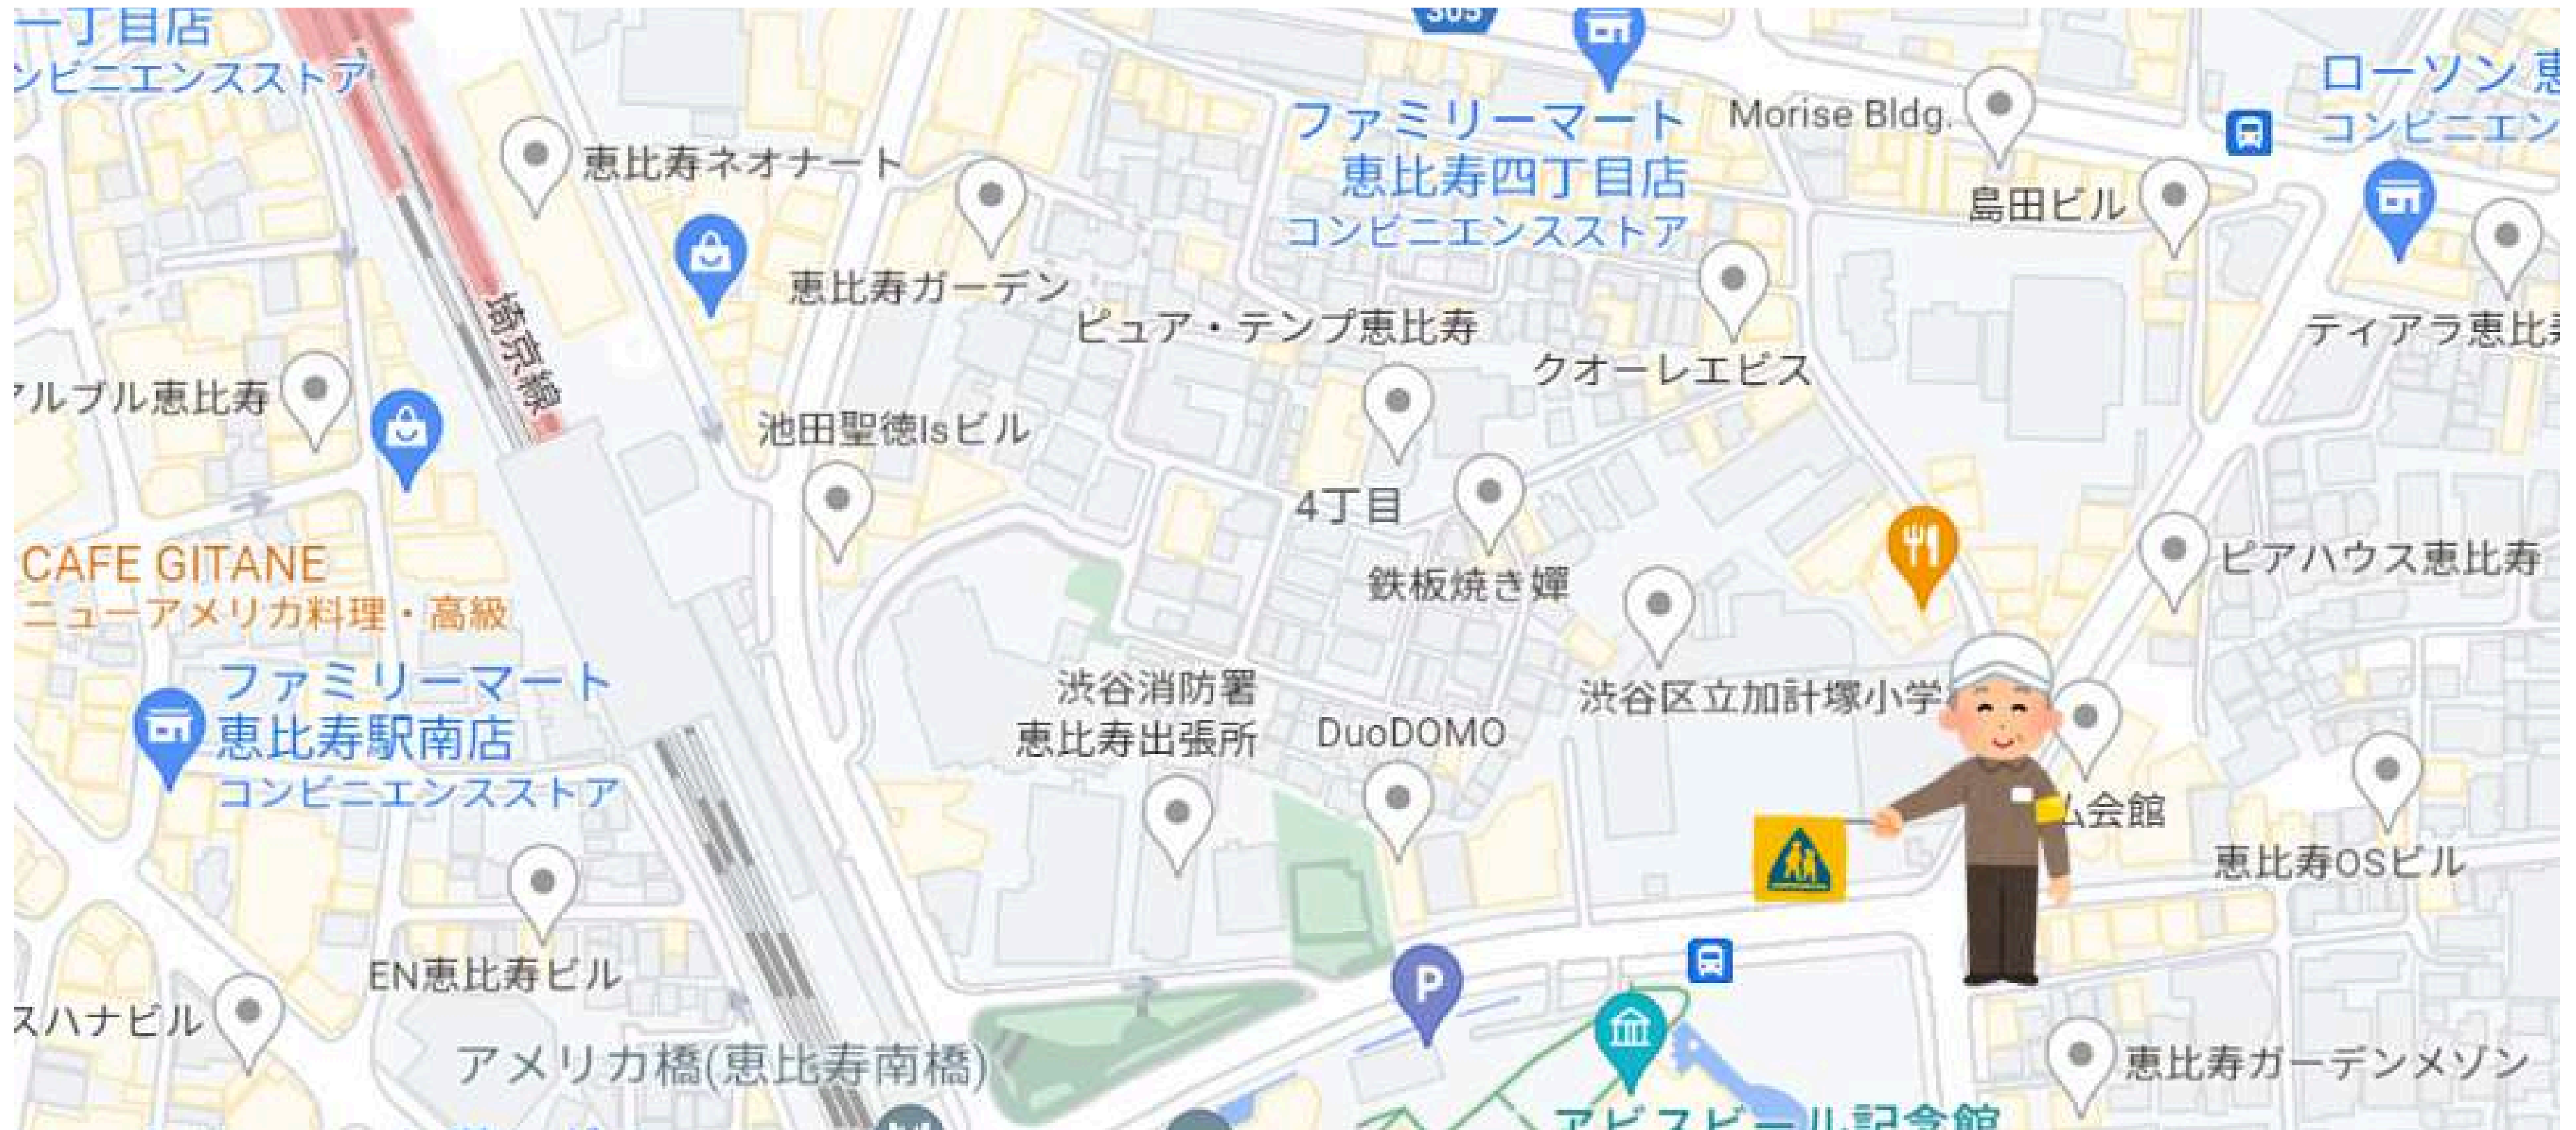 一丁目店
ンビニエンスストア
305
ファミリーマート
恵比寿四丁目店
コンビニエンスストア
Morise Bldg.
ローソン 恵
コンビニエン
恵比寿ネオナート
島田ビル
恵比寿ガーデン
ピュア・テンプ恵比寿
クオーレエビス
ティアラ恵比寿
埼京線
アルブル恵比寿
池田聖徳Isビル
4丁目
鉄板焼き嬋
CAFE GITANE
ニューアメリカ料理・高級
ピアハウス恵比寿
ファミリーマート
恵比寿駅南店
コンビニエンスストア
渋谷消防署
恵比寿出張所
DuoDOMO
渋谷区立加計塚小学
ム会館
恵比寿OSビル
EN恵比寿ビル
スハナビル
P
アメリカ橋(恵比寿南橋)
恵比寿ガーデンメゾン
ビスビール記念館